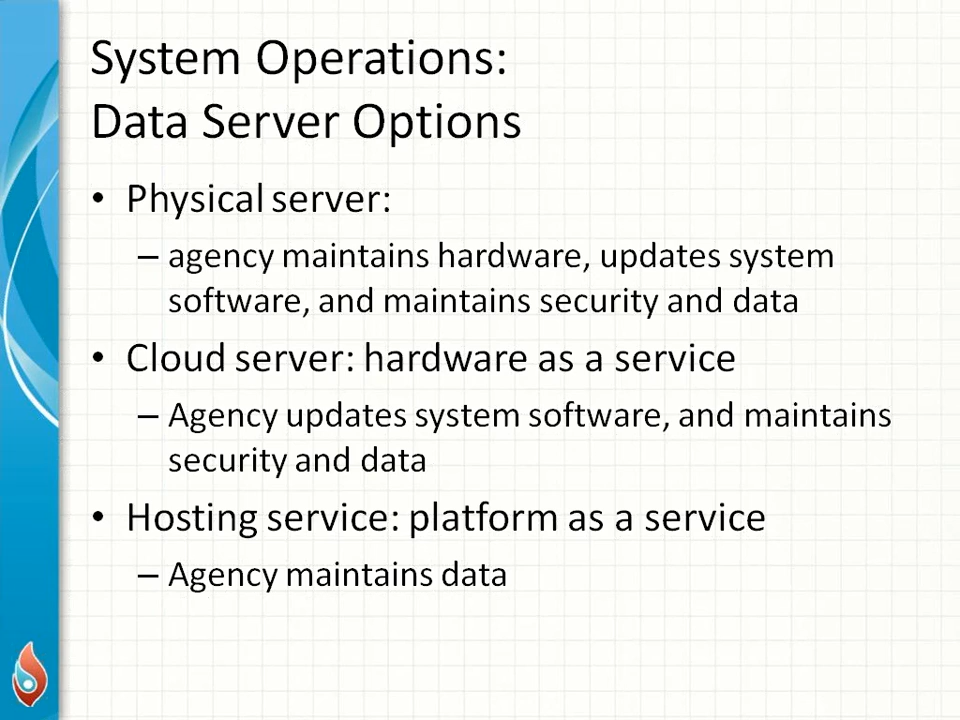 System Operations:
Data Server Options
• Physical server:
– agency maintains hardware, updates system
software, and maintains security and data
• Cloud server: hardware as a service
– Agency updates system software, and maintains
security and data
• Hosting service: platform as a service
– Agency maintains data